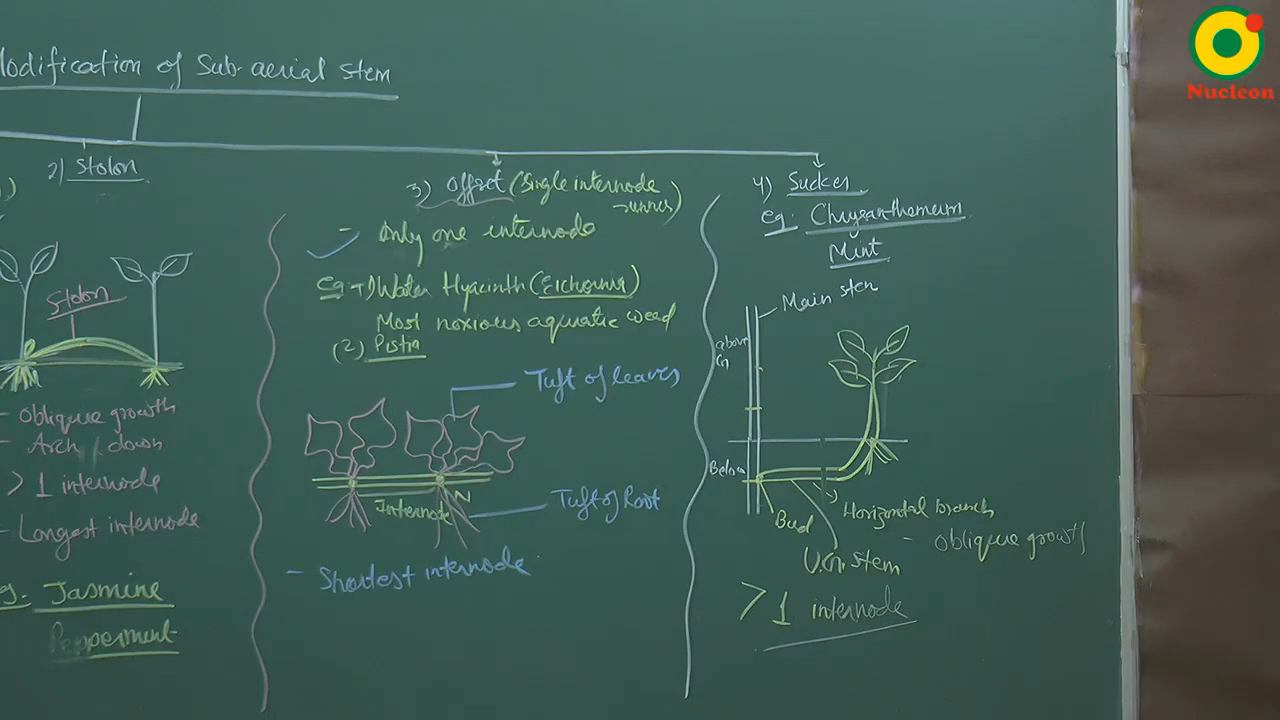 Modification of Sub-aerial Stem
2) Stolon
Stolon
- Oblique growth
- Arch / down
> 1 internode
- Longest internode
eg. Jasmine
Peppermint
3) Offset (Single internode runner)
- Only one internode
eg → 1) Water Hyacinth (Eichornia)
Most noxious aquatic weed
(2) Pistia
Tuft of leaves
Internode
N
Tuft of Root
- Shortest internode
4) Sucker
eg. Chrysanthemum
Mint
Main stem
above
Below
Bud
Horizontal branch
- Oblique growth
U.G. stem
> 1 internode
Nucleon